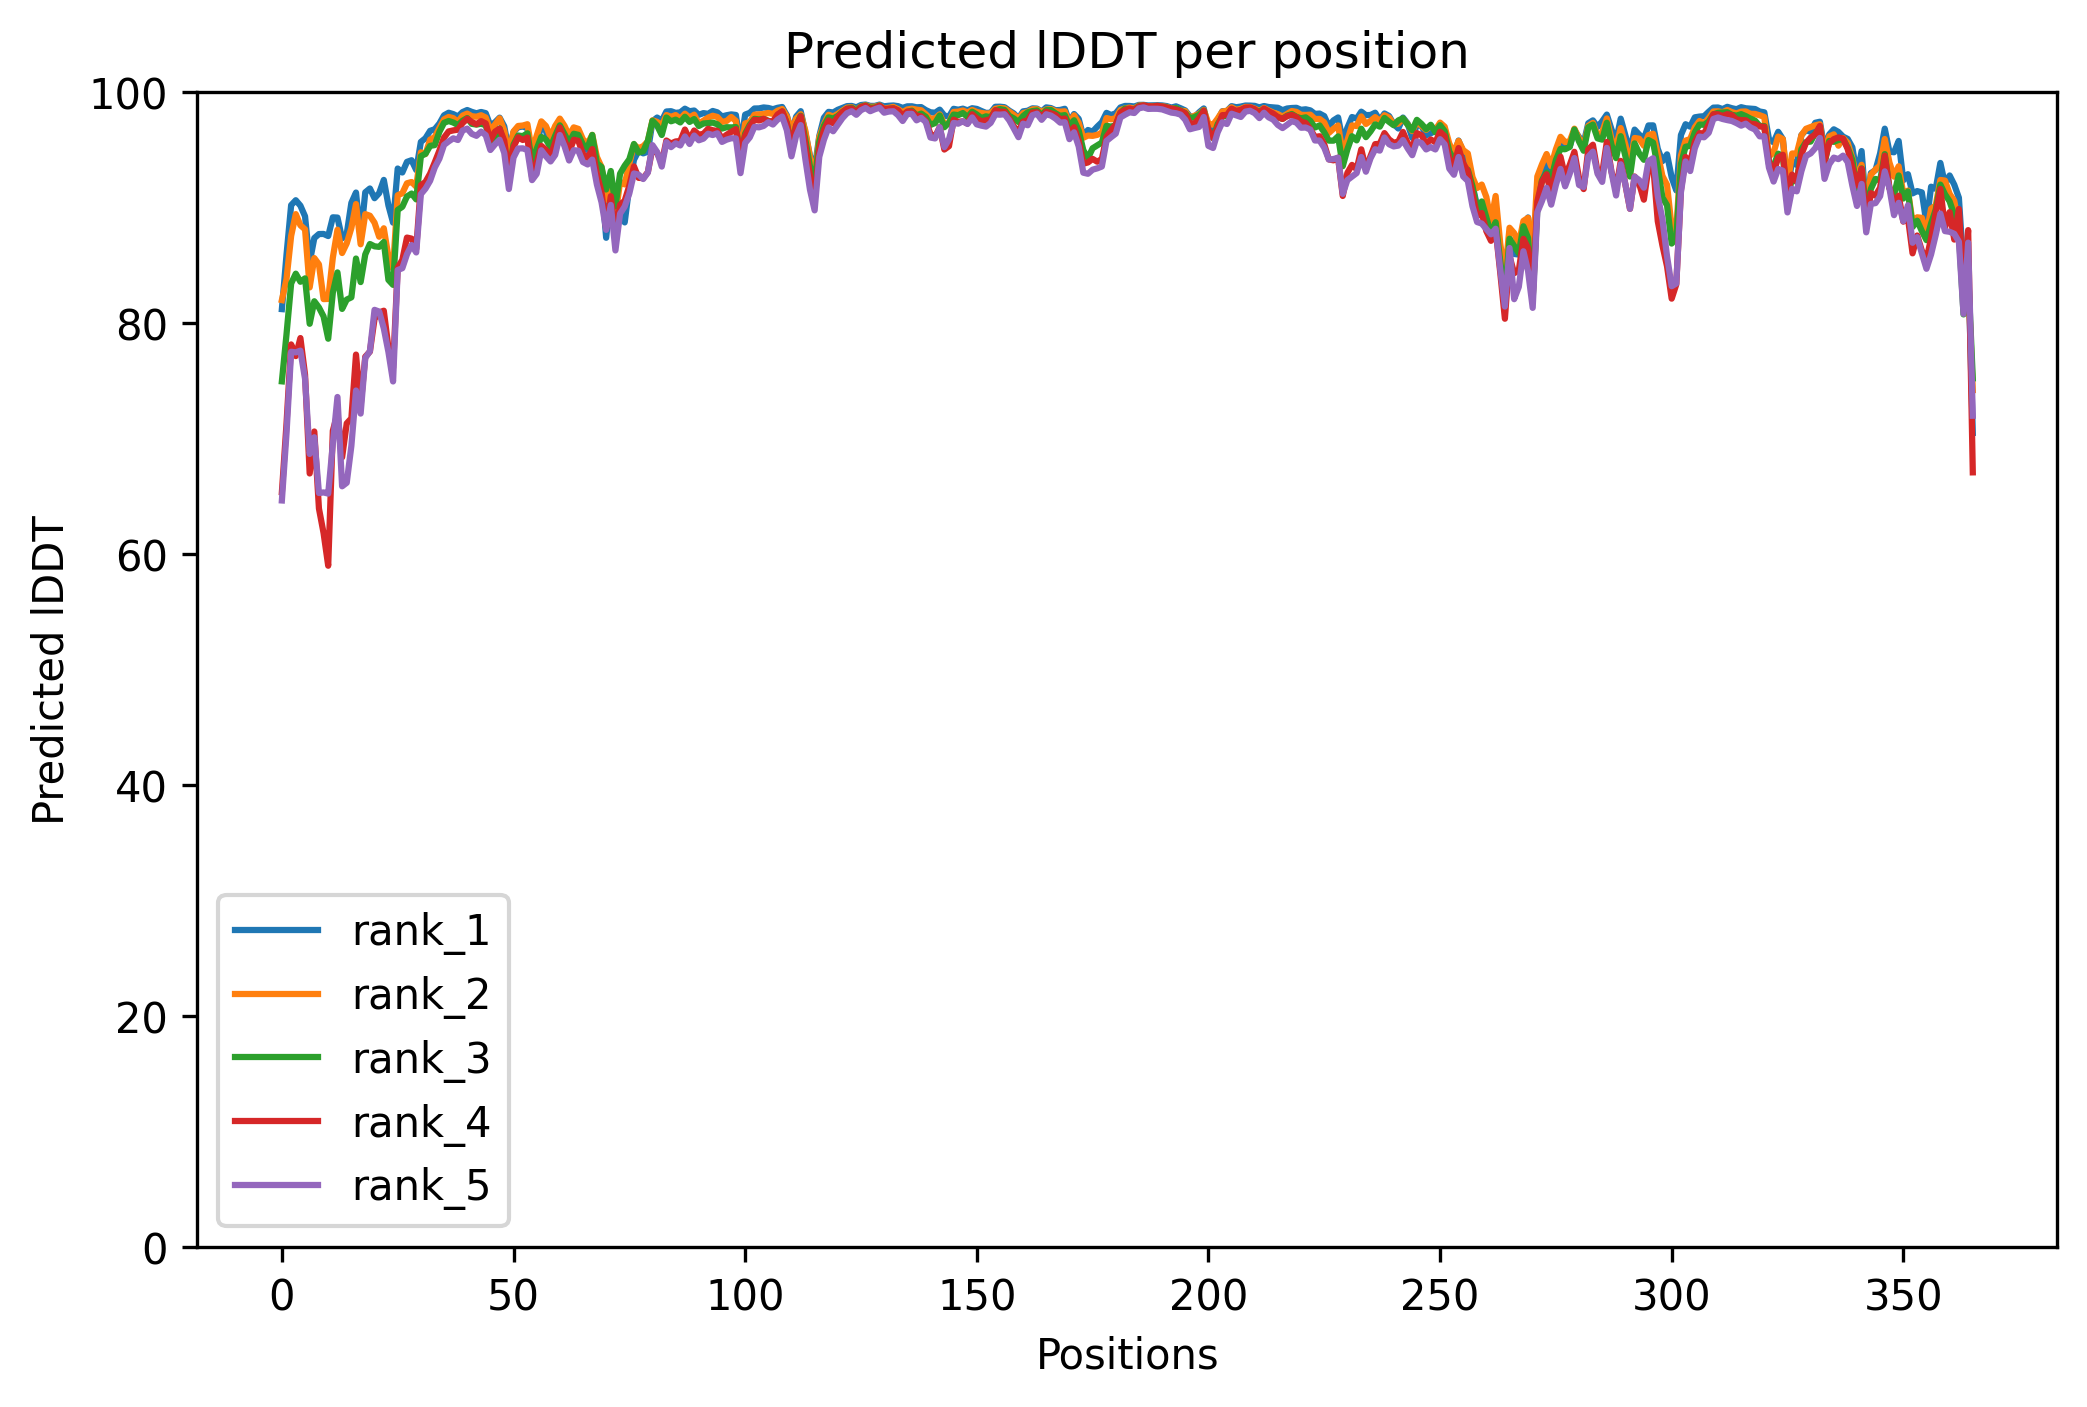 Predicted lDDT per position
100
80
60
40
20
0
Predicted lDDT
rank_1
rank_2
rank_3
rank_4
rank_5
0 50 100 150 200 250 300 350
Positions